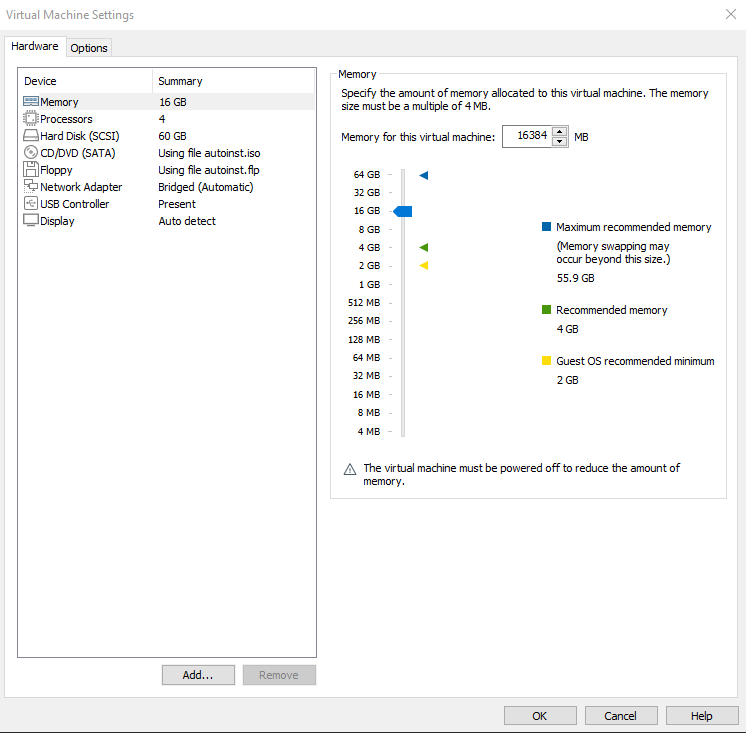 Virtual Machine Settings
Hardware
Options
Device Summary
Memory 16 GB
Processors 4
Hard Disk (SCSI) 60 GB
CD/DVD (SATA) Using file autoinst.iso
Floppy Using file autoinst.flp
Network Adapter Bridged (Automatic)
USB Controller Present
Display Auto detect
Add...
Remove
Memory
Specify the amount of memory allocated to this virtual machine. The memory
size must be a multiple of 4 MB.
Memory for this virtual machine: 16384 MB
64 GB
32 GB
16 GB
8 GB
4 GB
2 GB
1 GB
512 MB
256 MB
128 MB
64 MB
32 MB
16 MB
8 MB
4 MB
Maximum recommended memory
(Memory swapping may
occur beyond this size.)
55.9 GB
Recommended memory
4 GB
Guest OS recommended minimum
2 GB
The virtual machine must be powered off to reduce the amount of
memory.
OK
Cancel
Help